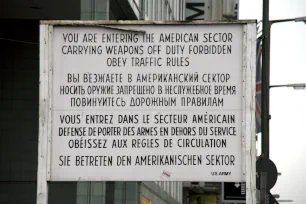 YOU ARE ENTERING THE AMERICAN SECTOR
CARRYING WEAPONS OFF DUTY FORBIDDEN
OBEY TRAFFIC RULES
ВЫ ВЪЕЗЖАЕТЕ В АМЕРИКАНСКИЙ СЕКТОР
НОСИТЬ ОРУЖИЕ ЗАПРЕЩЕНО В НЕСЛУЖЕБНОЕ ВРЕМЯ
ПОВИНУЙТЕСЬ ДОРОЖНЫМ ПРАВИЛАМ
VOUS ENTREZ DANS LE SECTEUR AMÉRICAIN
DÉFENSE DE PORTER DES ARMES EN DEHORS DU SERVICE
OBÉISSEZ AUX RÈGLES DE CIRCULATION
SIE BETRETEN DEN AMERIKANISCHEN SEKTOR
US ARMY